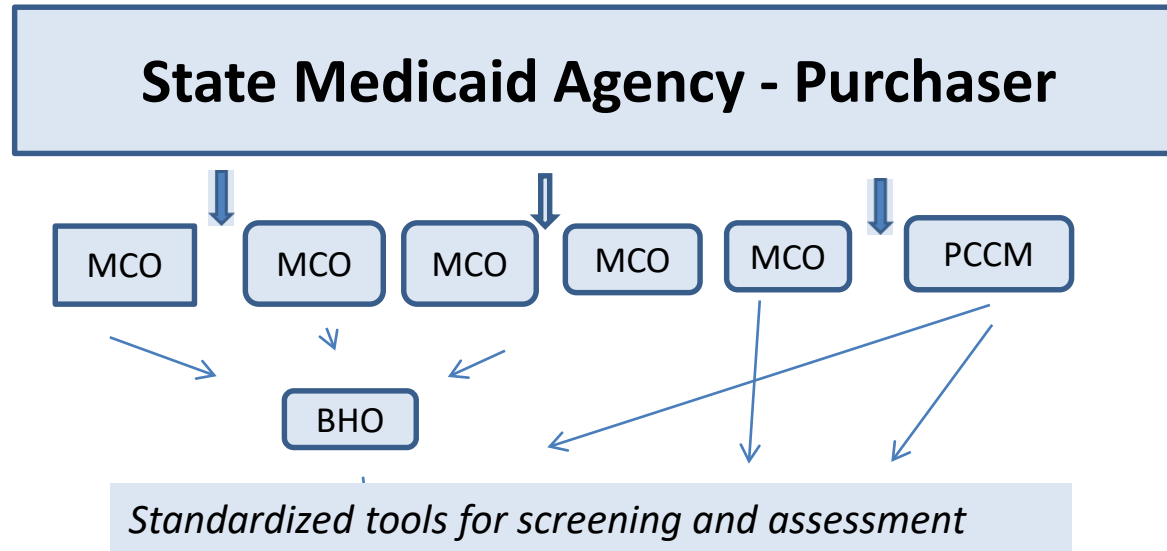 State Medicaid Agency - Purchaser
MCO
MCO
MCO
MCO
MCO
PCCM
BHO
Standardized tools for screening and assessment